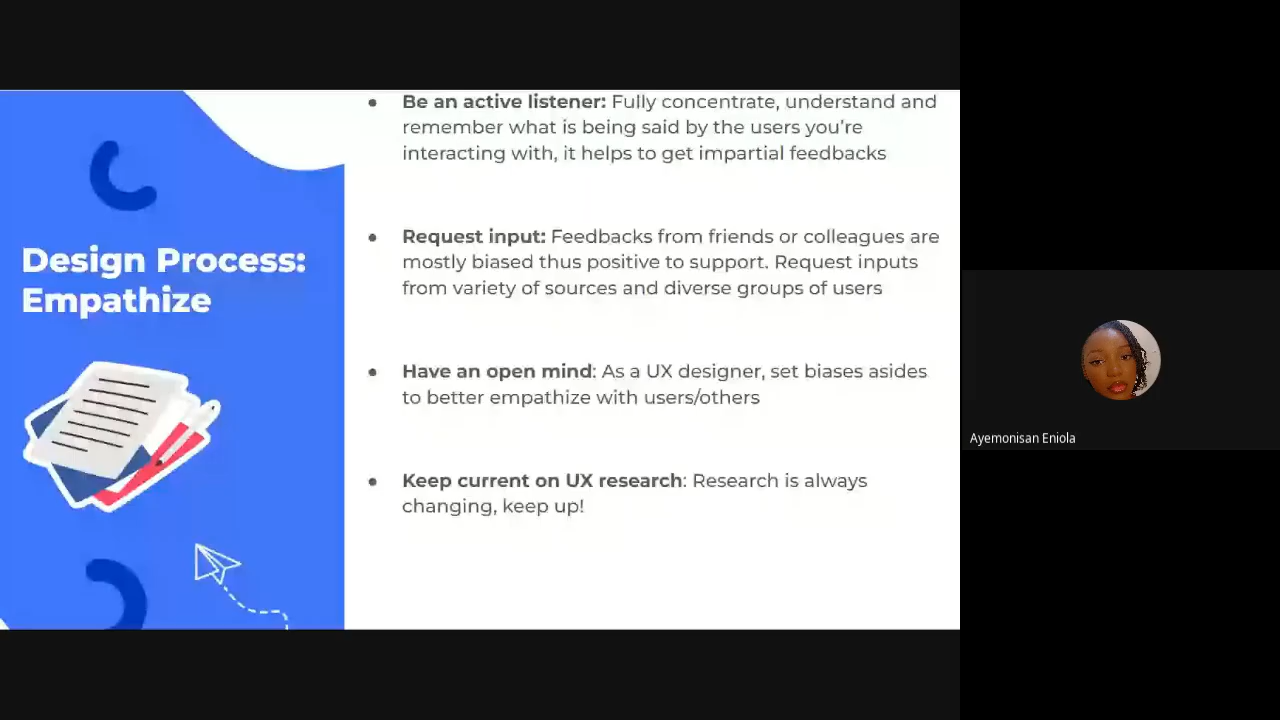 Design Process:
Empathize
● Be an active listener: Fully concentrate, understand and
remember what is being said by the users you're
interacting with, it helps to get impartial feedbacks
● Request input: Feedbacks from friends or colleagues are
mostly biased thus positive to support. Request inputs
from variety of sources and diverse groups of users
● Have an open mind: As a UX designer, set biases asides
to better empathize with users/others
● Keep current on UX research: Research is always
changing, keep up!
Ayemonisan Eniola